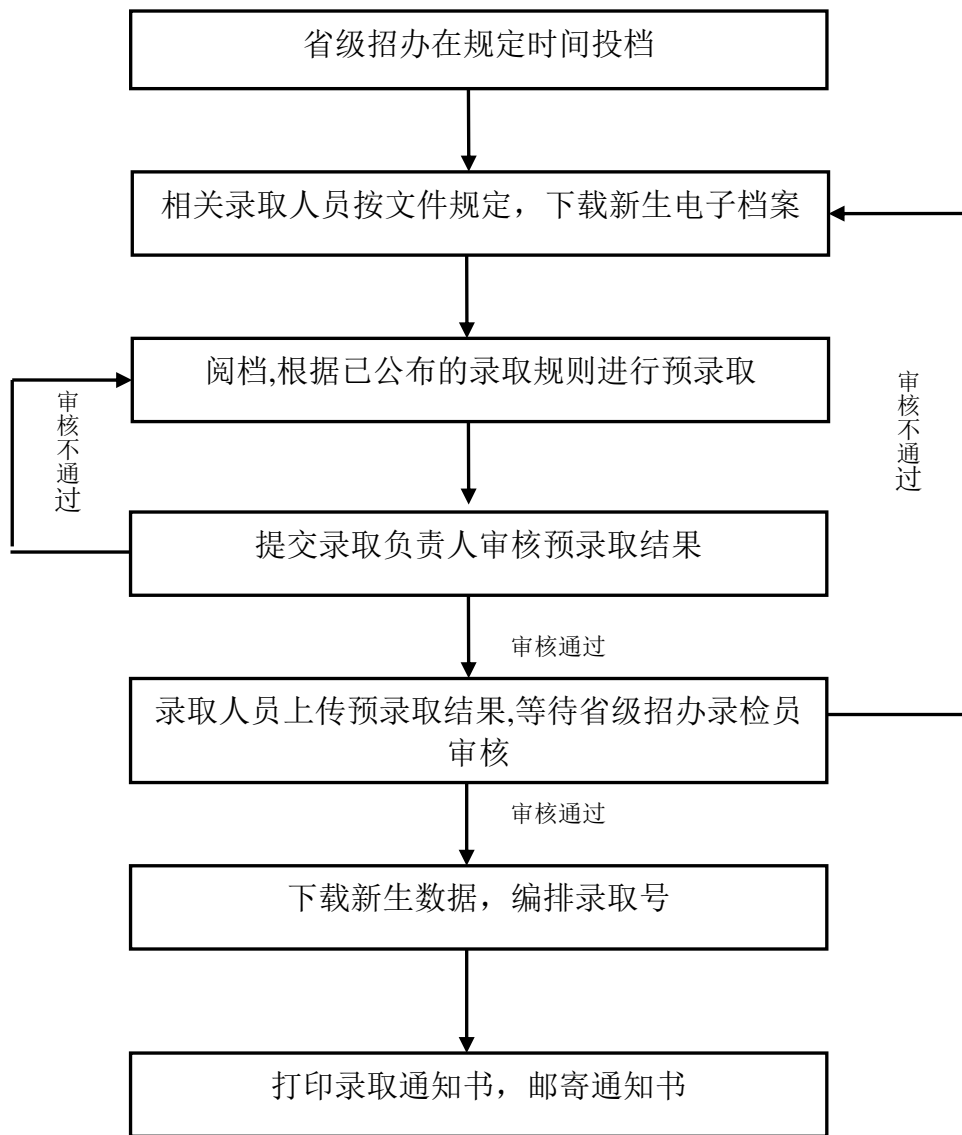 省级招办在规定时间投档
相关录取人员按文件规定，下载新生电子档案
阅档,根据已公布的录取规则进行预录取
审核不通过
审核不通过
提交录取负责人审核预录取结果
审核通过
录取人员上传预录取结果,等待省级招办录检员
审核
审核通过
下载新生数据，编排录取号
打印录取通知书，邮寄通知书